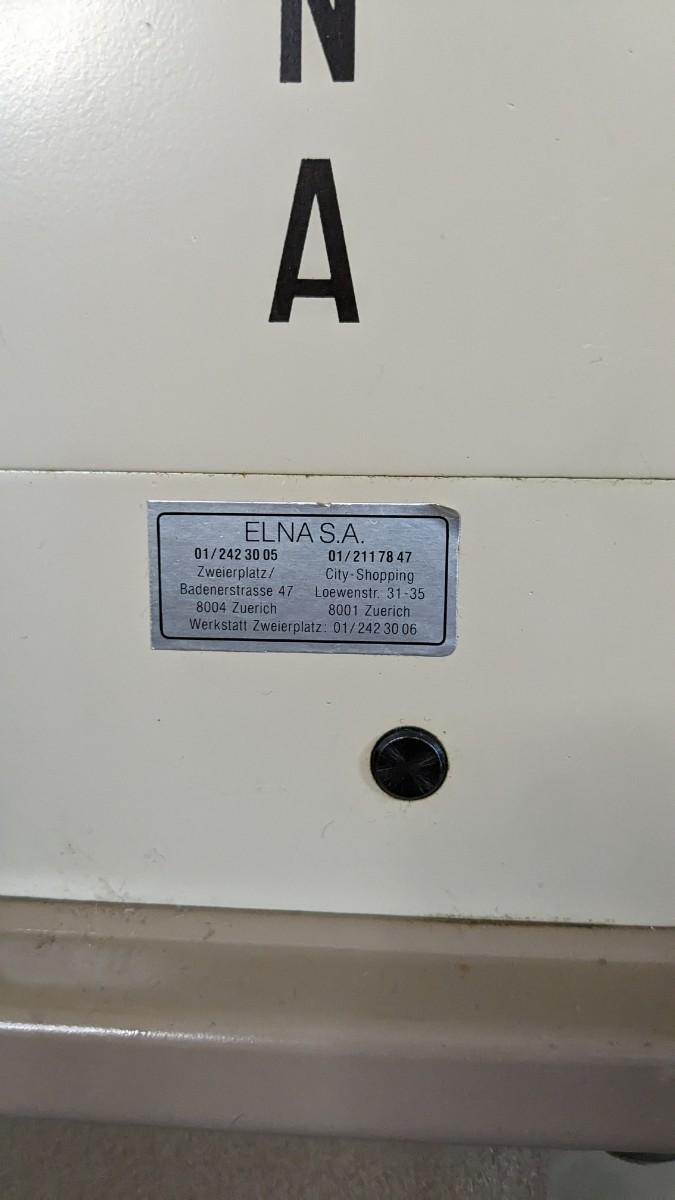 N
A
ELNA S.A.
01/242 30 05 01/211 78 47
Zweierplatz/ City-Shopping
Badenerstrasse 47 Loewenstr. 31-35
8004 Zuerich 8001 Zuerich
Werkstatt Zweierplatz: 01/242 30 06